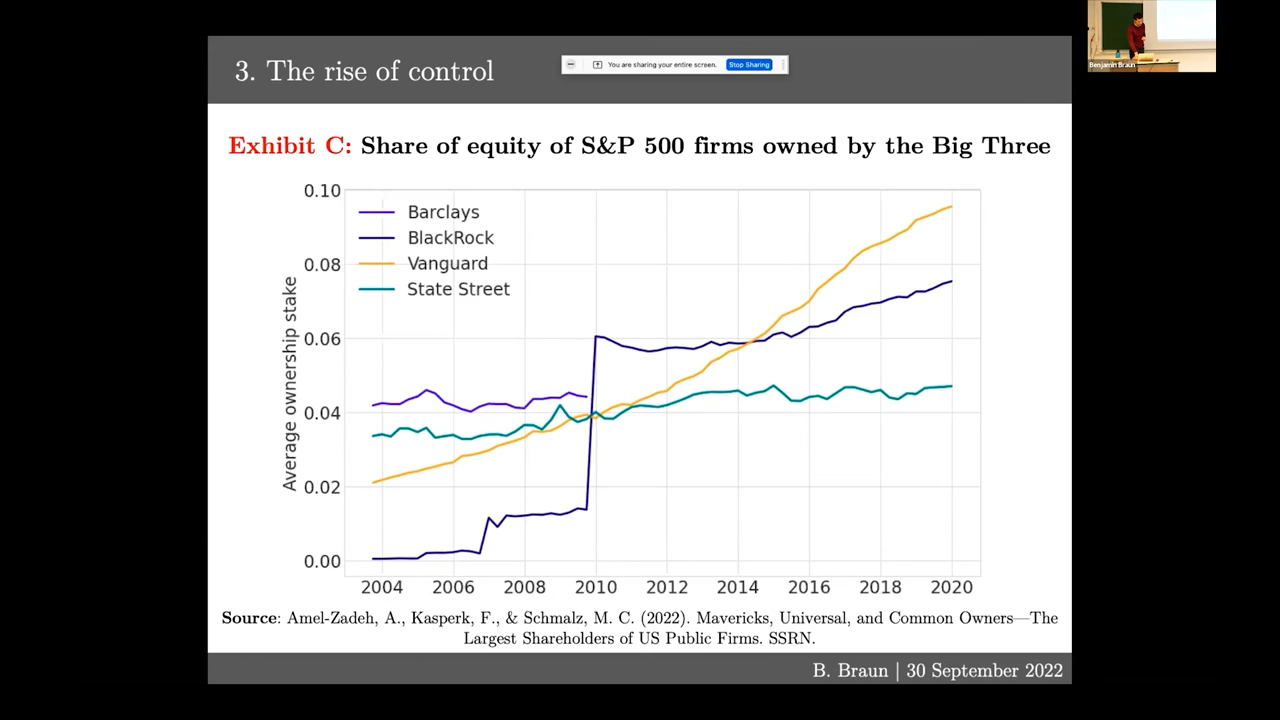 3. The rise of control
You are sharing your entire screen.
Stop Sharing
Benjamin Braun
Exhibit C: Share of equity of S&P 500 firms owned by the Big Three
Average ownership stake
0.10
0.08
0.06
0.04
0.02
0.00
Barclays
BlackRock
Vanguard
State Street
2004 2006 2008 2010 2012 2014 2016 2018 2020
Source: Amel-Zadeh, A., Kasperk, F., & Schmalz, M. C. (2022). Mavericks, Universal, and Common Owners—The
Largest Shareholders of US Public Firms. SSRN.
B. Braun | 30 September 2022